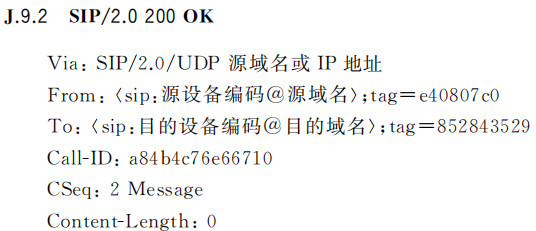 J.9.2 SIP/2.0 200 OK
Via: SIP/2.0/UDP 源域名或 IP 地址
From:〈sip:源设备编码@源域名〉;tag=e40807c0
To:〈sip:目的设备编码@目的域名〉;tag=852843529
Call-ID: a84b4c76e66710
CSeq: 2 Message
Content-Length: 0